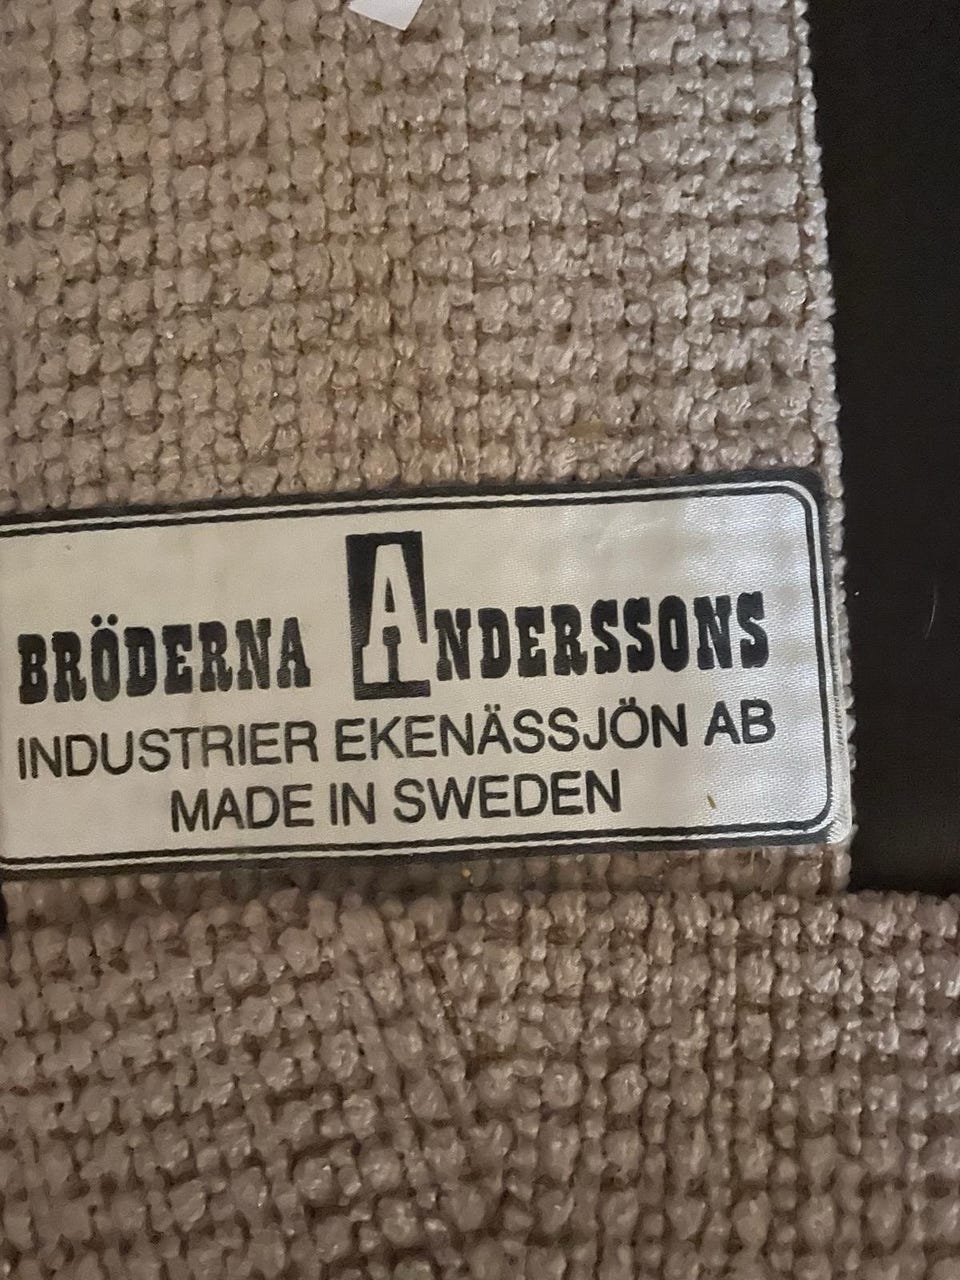 BRÖDERNA ANDERSSONS
INDUSTRIER EKENÄSSJÖN AB
MADE IN SWEDEN